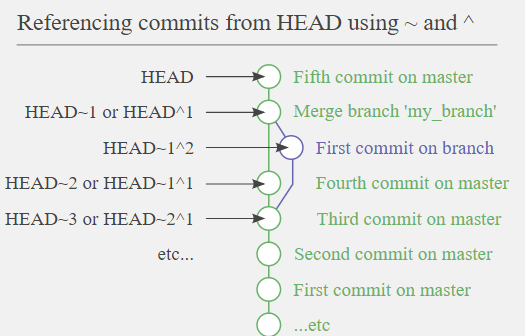 Referencing commits from HEAD using ~ and ^
HEAD Fifth commit on master
HEAD~1 or HEAD^1 Merge branch 'my_branch'
HEAD~1^2 First commit on branch
HEAD~2 or HEAD~1^1 Fourth commit on master
HEAD~3 or HEAD~2^1 Third commit on master
etc... Second commit on master
First commit on master
...etc